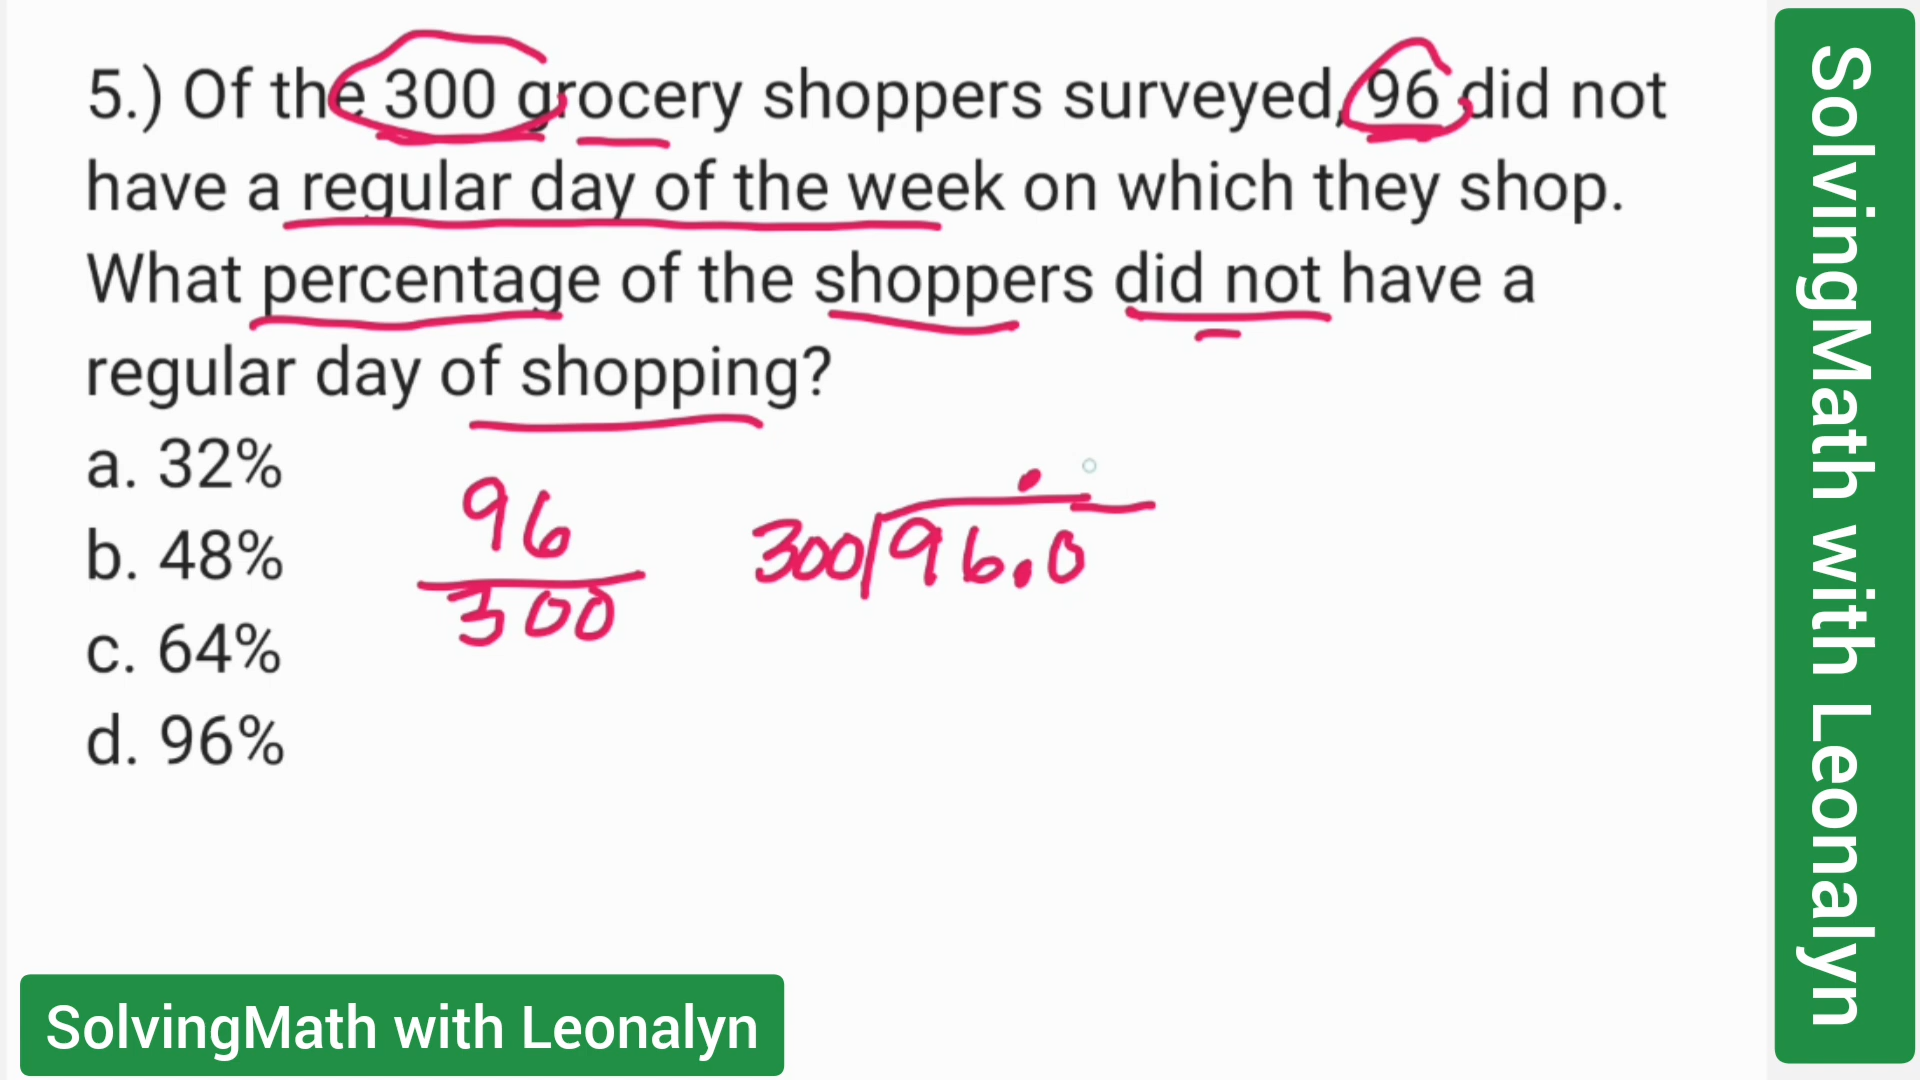 5.) Of the 300 grocery shoppers surveyed, 96 did not
have a regular day of the week on which they shop.
What percentage of the shoppers did not have a
regular day of shopping?
a. 32%
b. 48%
c. 64%
d. 96%
96
300
.
300 96.0
SolvingMath with Leonalyn
SolvingMath with Leonalyn